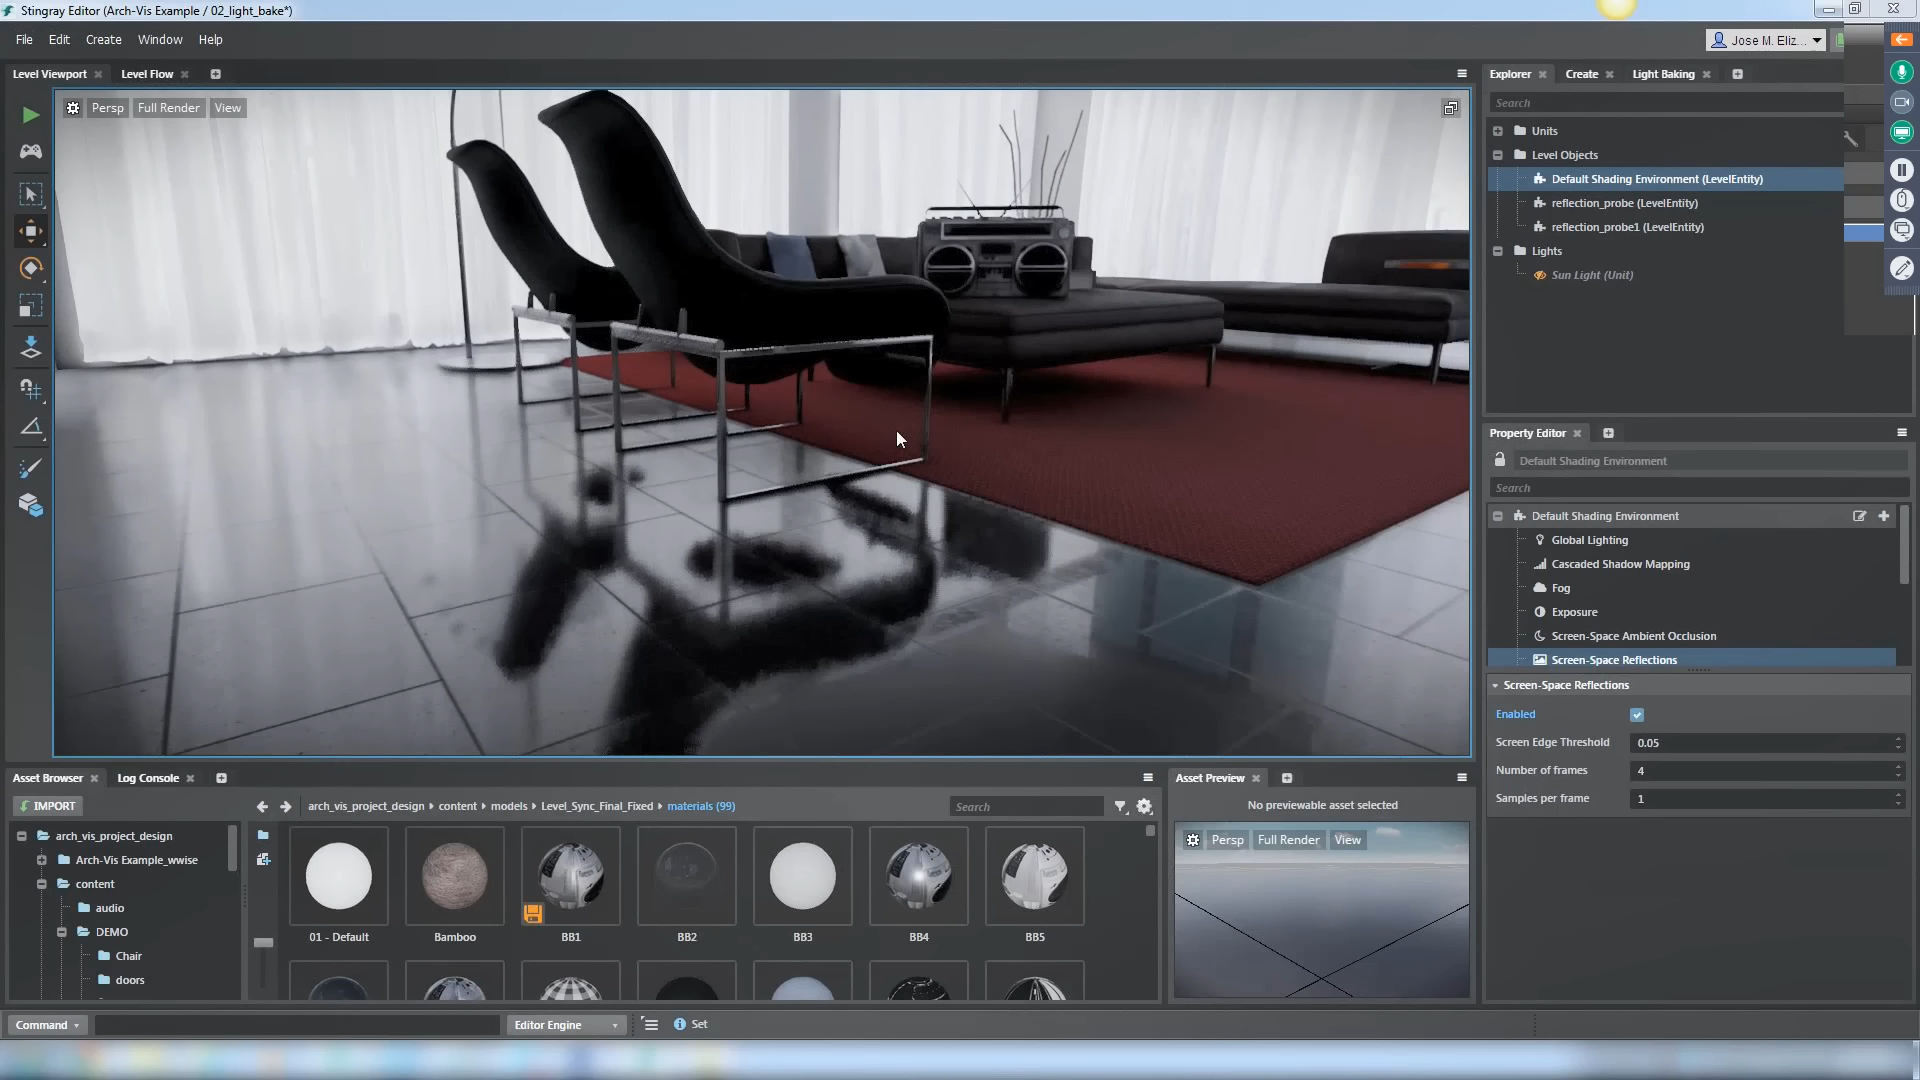 Stingray Editor (Arch-Vis Example / 02_light_bake*)
File Edit Create Window Help
Jose M. Eliz...
Level Viewport Level Flow
Persp Full Render View
Explorer Create Light Baking
Search
Units
Level Objects
Default Shading Environment (LevelEntity)
reflection_probe (LevelEntity)
reflection_probe1 (LevelEntity)
Lights
Sun Light (Unit)
Property Editor
Default Shading Environment
Search
Default Shading Environment
Global Lighting
Cascaded Shadow Mapping
Fog
Exposure
Screen-Space Ambient Occlusion
Screen-Space Reflections
Screen-Space Reflections
Enabled
Screen Edge Threshold 0.05
Number of frames 4
Samples per frame 1
Asset Browser Log Console
IMPORT
arch_vis_project_design content models Level_Sync_Final_Fixed materials (99)
Search
arch_vis_project_design
Arch-Vis Example_wwise
content
audio
DEMO
Chair
doors
01 - Default Bamboo BB1 BB2 BB3 BB4 BB5
Asset Preview
No previewable asset selected
Persp Full Render View
Command Editor Engine Set